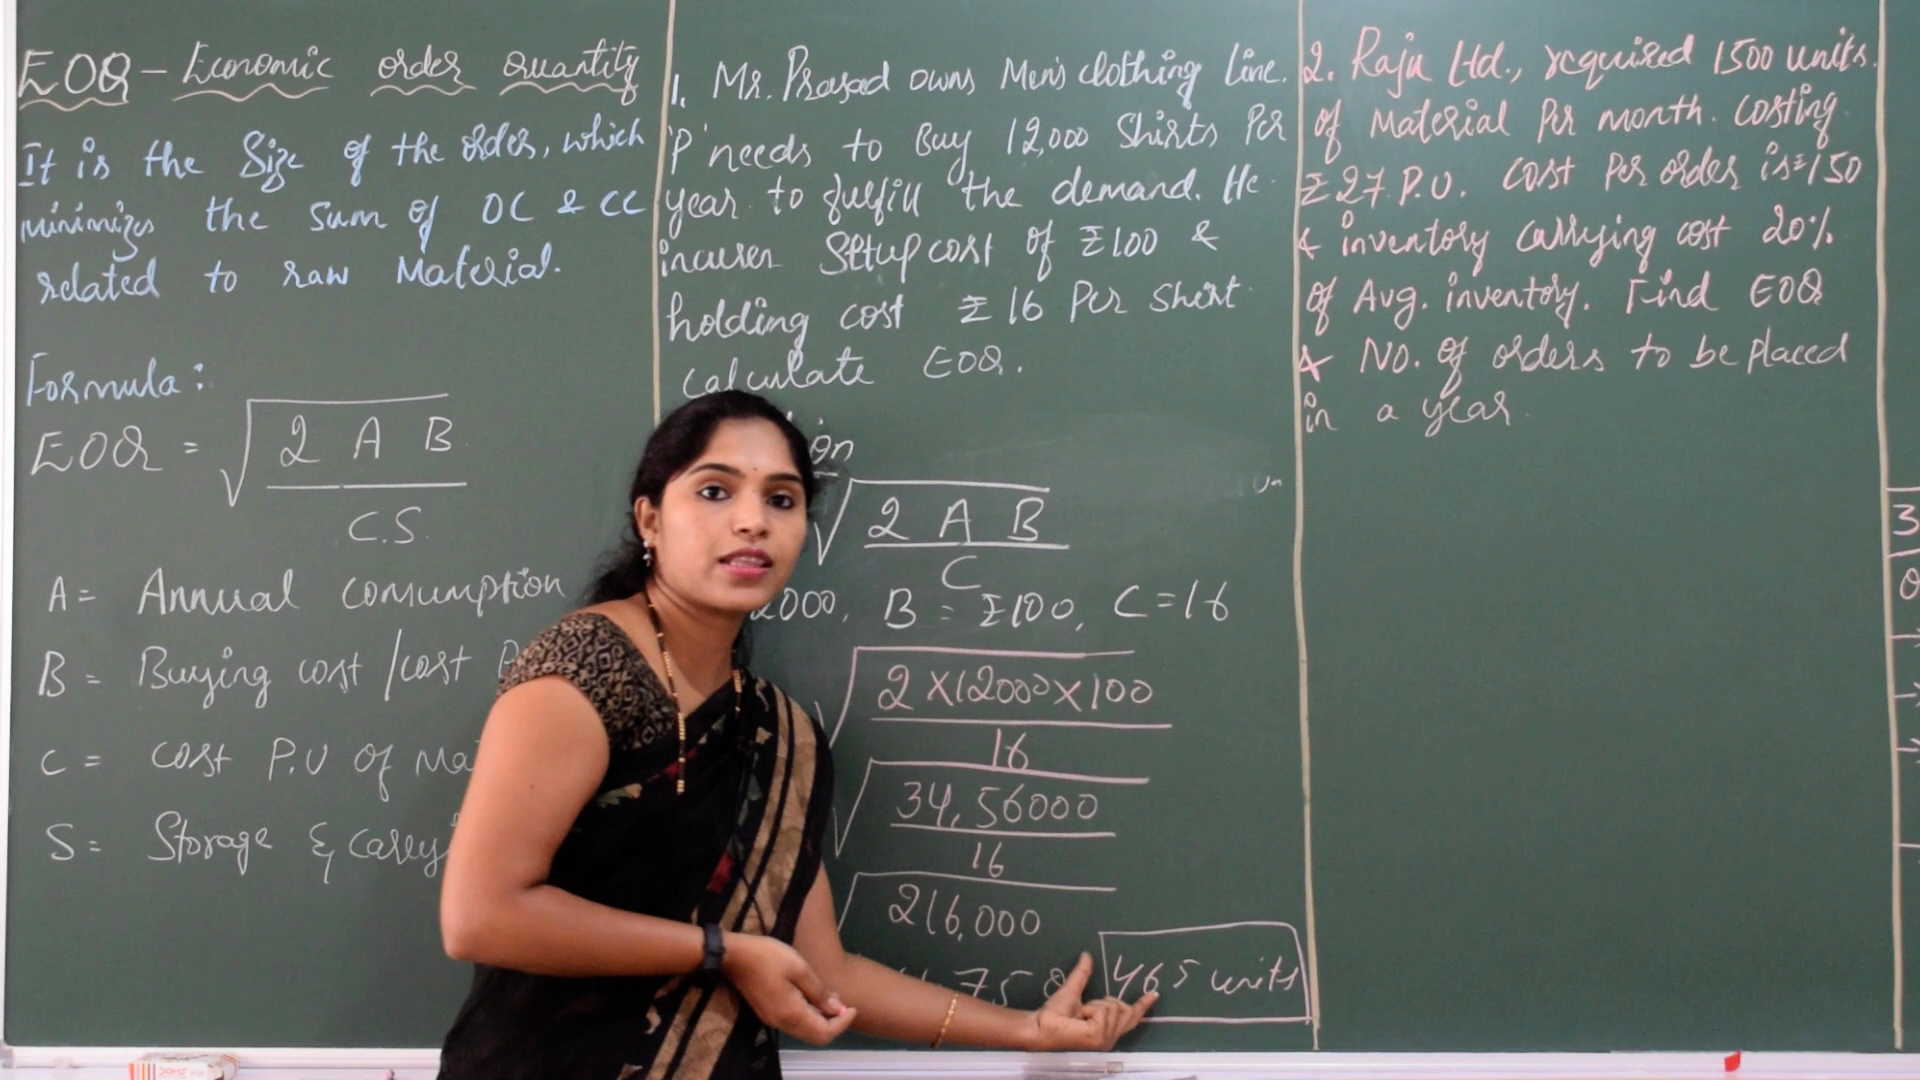 EOQ - Economic order quantity
It is the Size of the order, which
minimizes the sum of OC & CC
related to raw Material.
Formula:
EOQ = √ 2 A B
C.S.
A = Annual consumption
B = Buying cost / cost
C = cost P.U of Ma
S = Storage & carry
1. Mr. Prasad owns Men's clothing line.
'P' needs to Buy 12,000 Shirts Per
year to fulfill the demand. He
incurer Setup cost of ₹100 &
holding cost ₹16 Per Shirt
calculate EOQ.
on
√ 2 A B
C
2000, B = ₹100, C = 16
√ 2 X 12000 X 100
16
√ 34,56000
16
√ 216,000
75 465 units
2. Raju Ltd., required 1500 units
of Material Per month. Costing
₹27 P.U. Cost Per order is ₹150
& inventory carrying cost 20%
of Avg. inventory. Find EOQ
& No. of orders to be placed
in a year
3
0